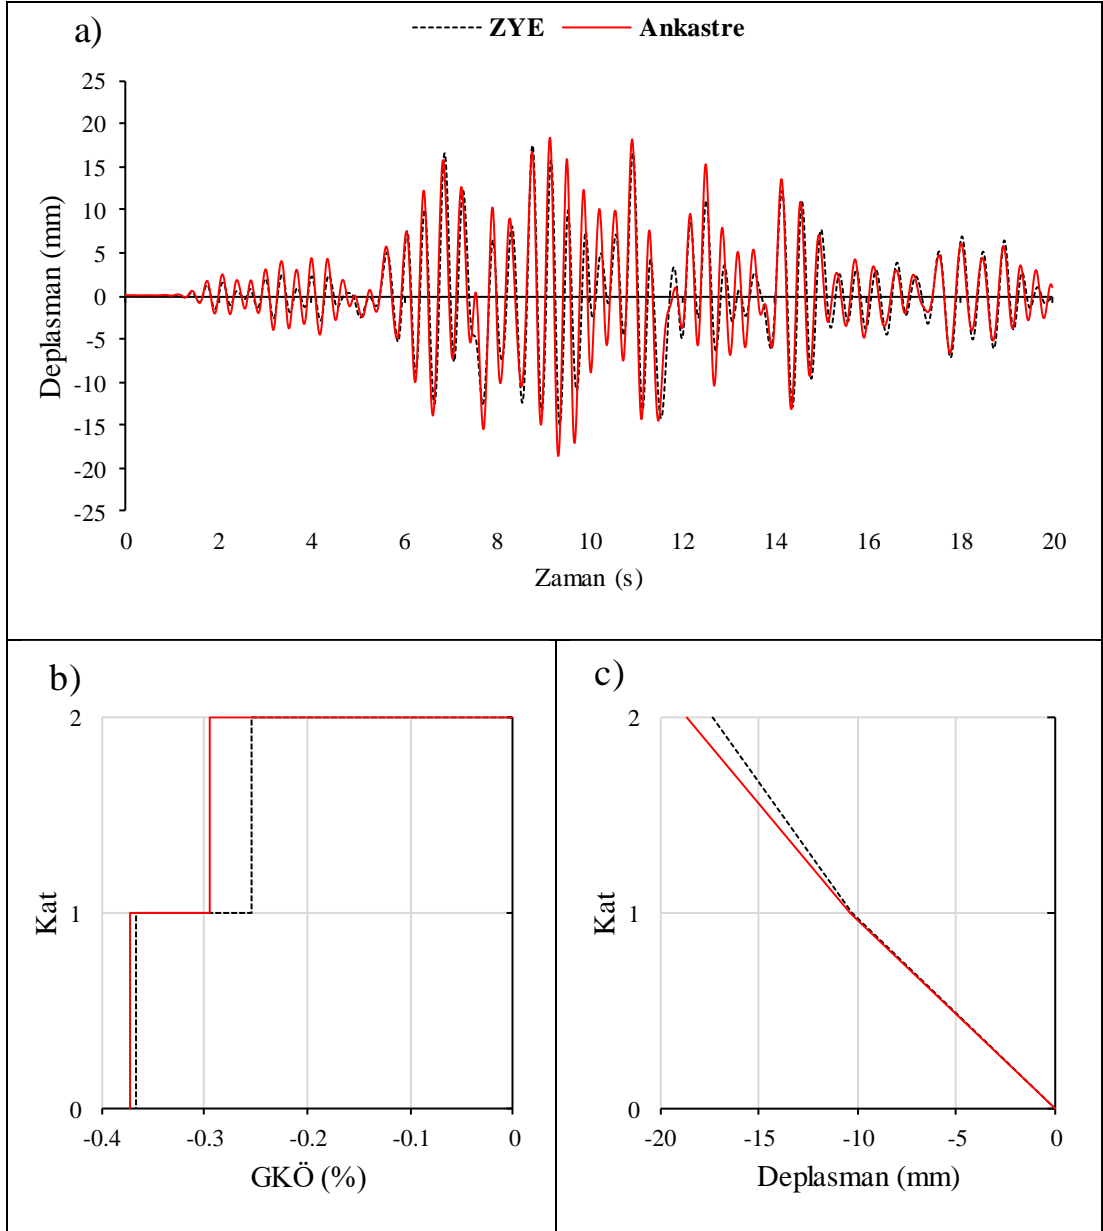 a)
ZYE
Ankastre
25
20
15
10
5
0
-5
-10
-15
-20
-25
Deplasman (mm)
0 2 4 6 8 10 12 14 16 18 20
Zaman (s)
b)
2
1
0
Kat
-0.4 -0.3 -0.2 -0.1 0
GKÖ (%)
c)
2
1
0
Kat
-20 -15 -10 -5 0
Deplasman (mm)